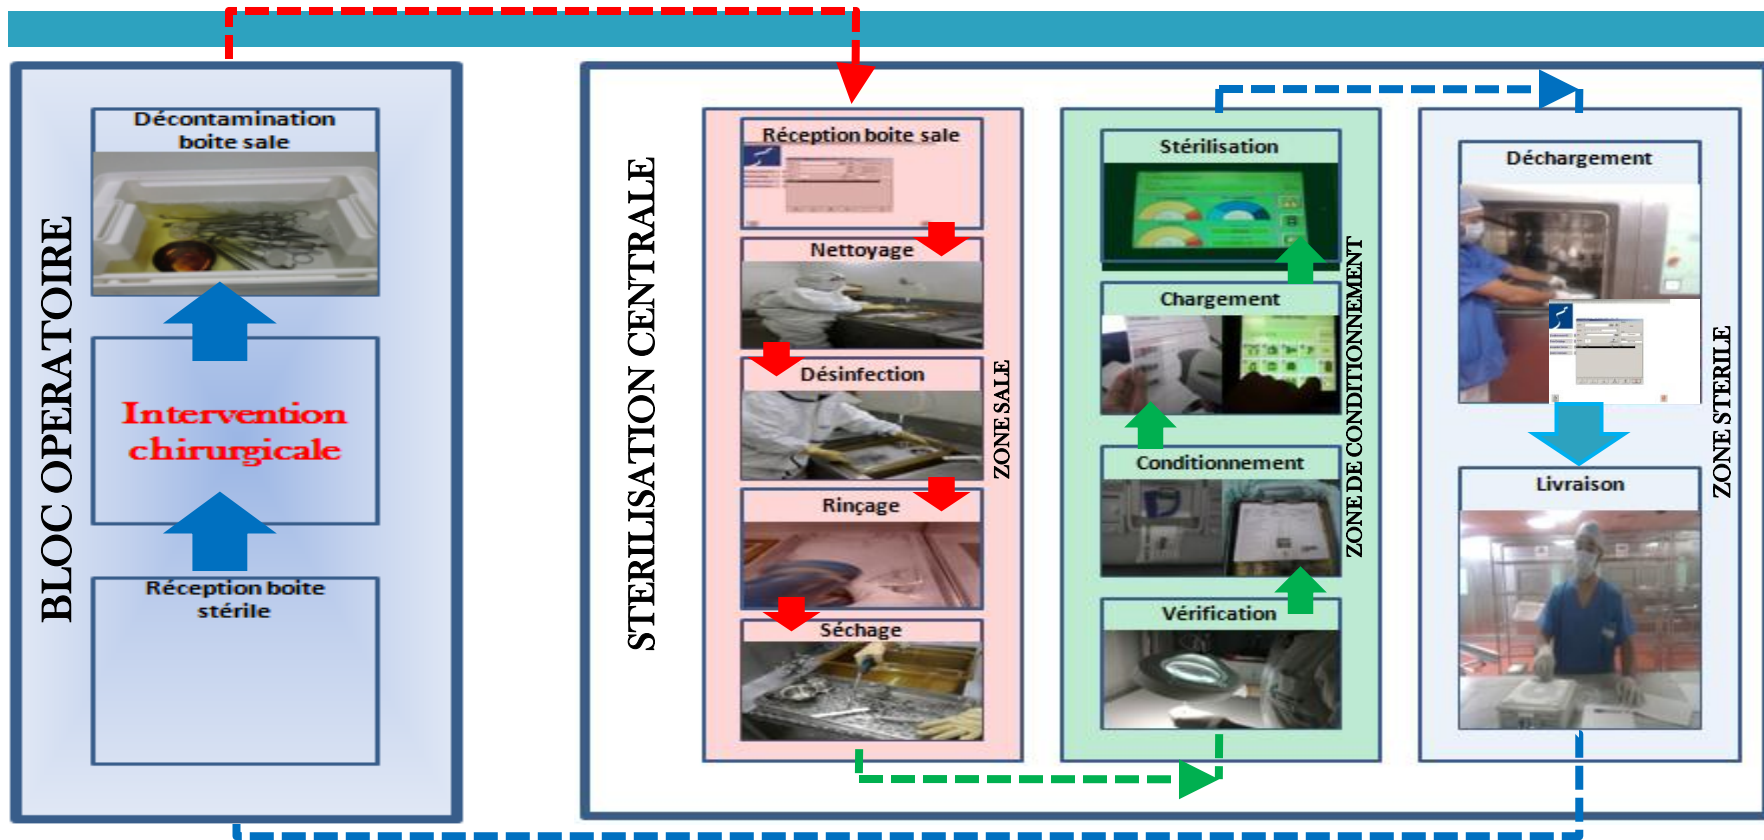 BLOC OPERATOIRE
Décontamination
boite sale
Intervention
chirurgicale
Réception boite
stérile
STERILISATION CENTRALE
Réception boite sale
Nettoyage
Désinfection
Rinçage
Séchage
ZONE SALE
Stérilisation
Chargement
Conditionnement
Vérification
ZONE DE CONDITIONNEMENT
Déchargement
Livraison
ZONE STERILE